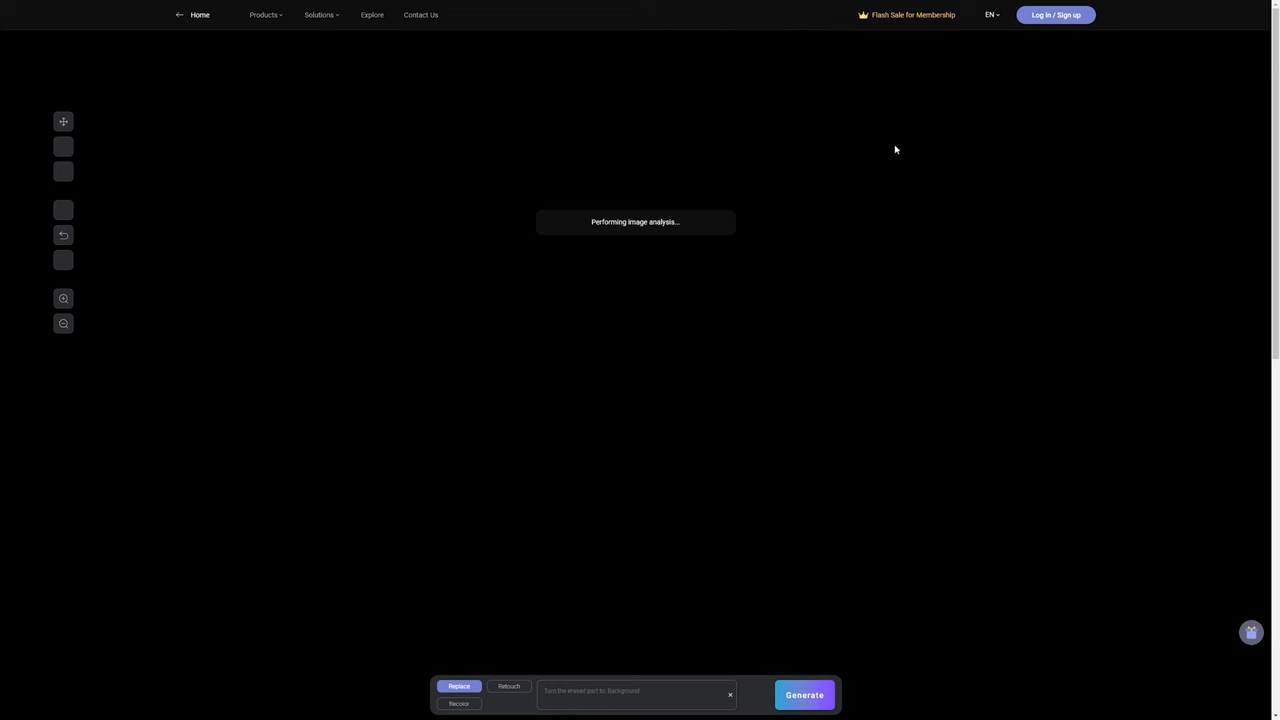 Home
Products
Solutions
Explore
Contact Us
Flash Sale for Membership
EN
Log in / Sign up
Performing image analysis...
Replace
Retouch
Recolor
Turn the erased part to: Background
Generate